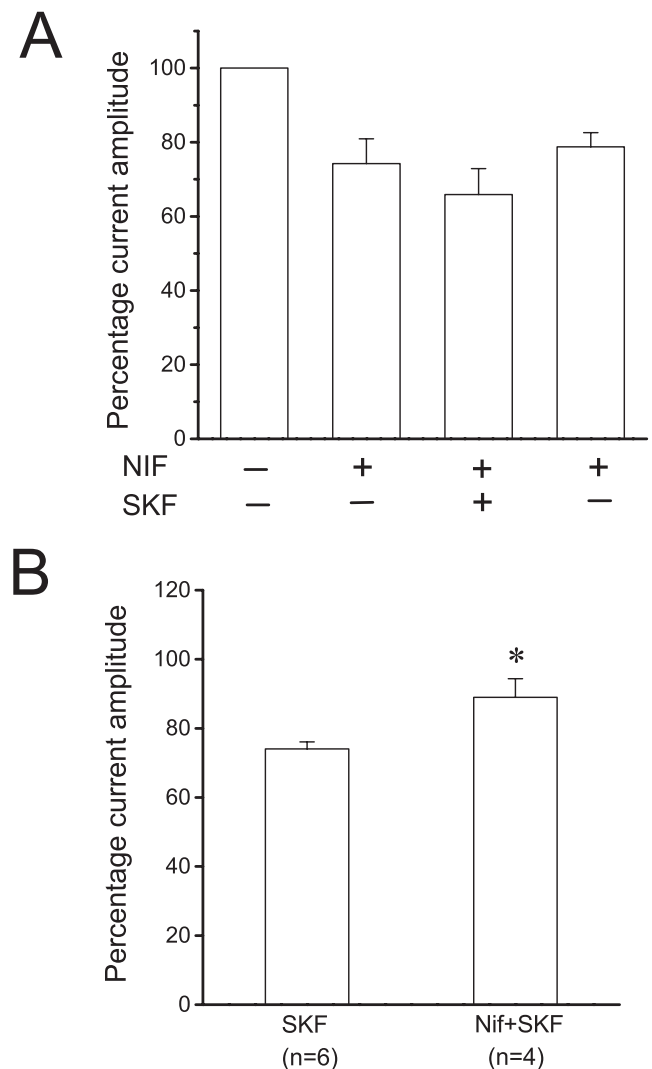 A
Percentage current amplitude
100
80
60
40
20
0
NIF — + + +
SKF — — + —
B
Percentage current amplitude
120
100
80
60
40
20
0
*
SKF Nif+SKF
(n=6) (n=4)